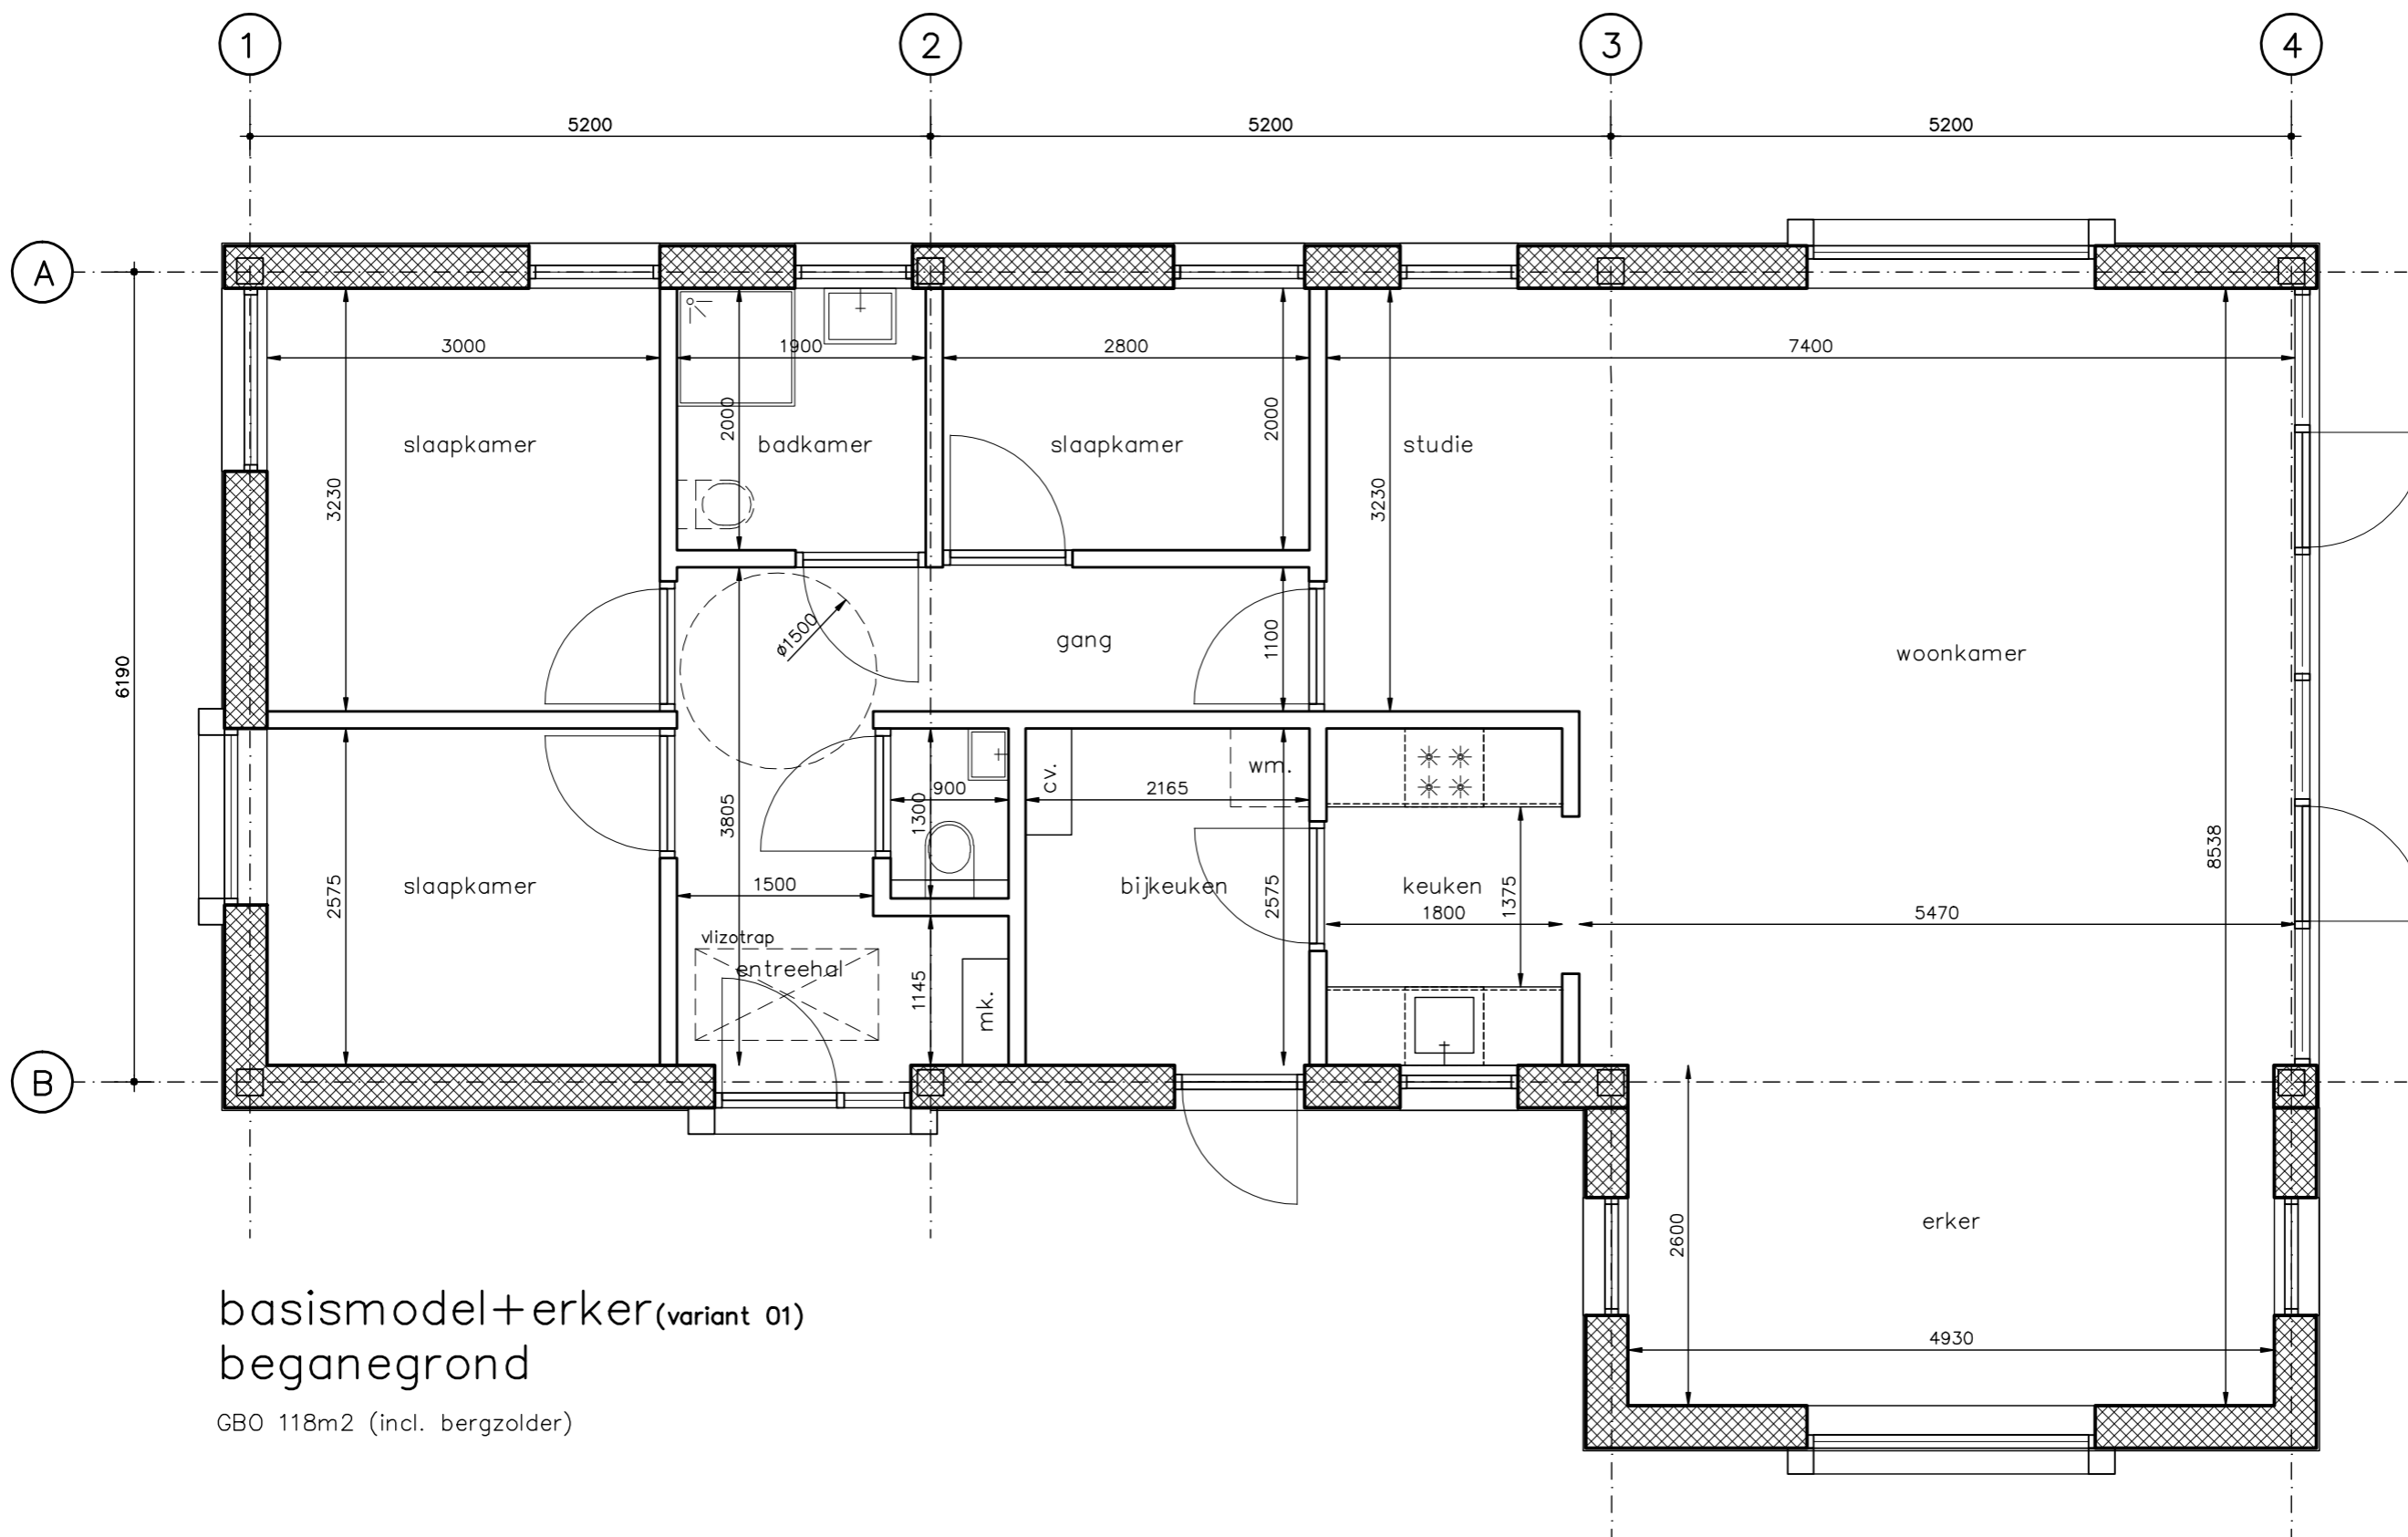 1
2
3
4
5200
5200
5200
A
3000
1900
2800
7400
2000
2000
slaapkamer
badkamer
slaapkamer
studie
3230
3230
ø1500
gang
1100
woonkamer
6190
wm.
cv.
900
2165
1300
3805
8538
slaapkamer
1500
bijkeuken
keuken
2575
2575
1375
1800
5470
vlizotrap
entreehal
1145
mk.
B
erker
2600
4930
basismodel+erker(variant 01)
beganegrond
GBO 118m2 (incl. bergzolder)